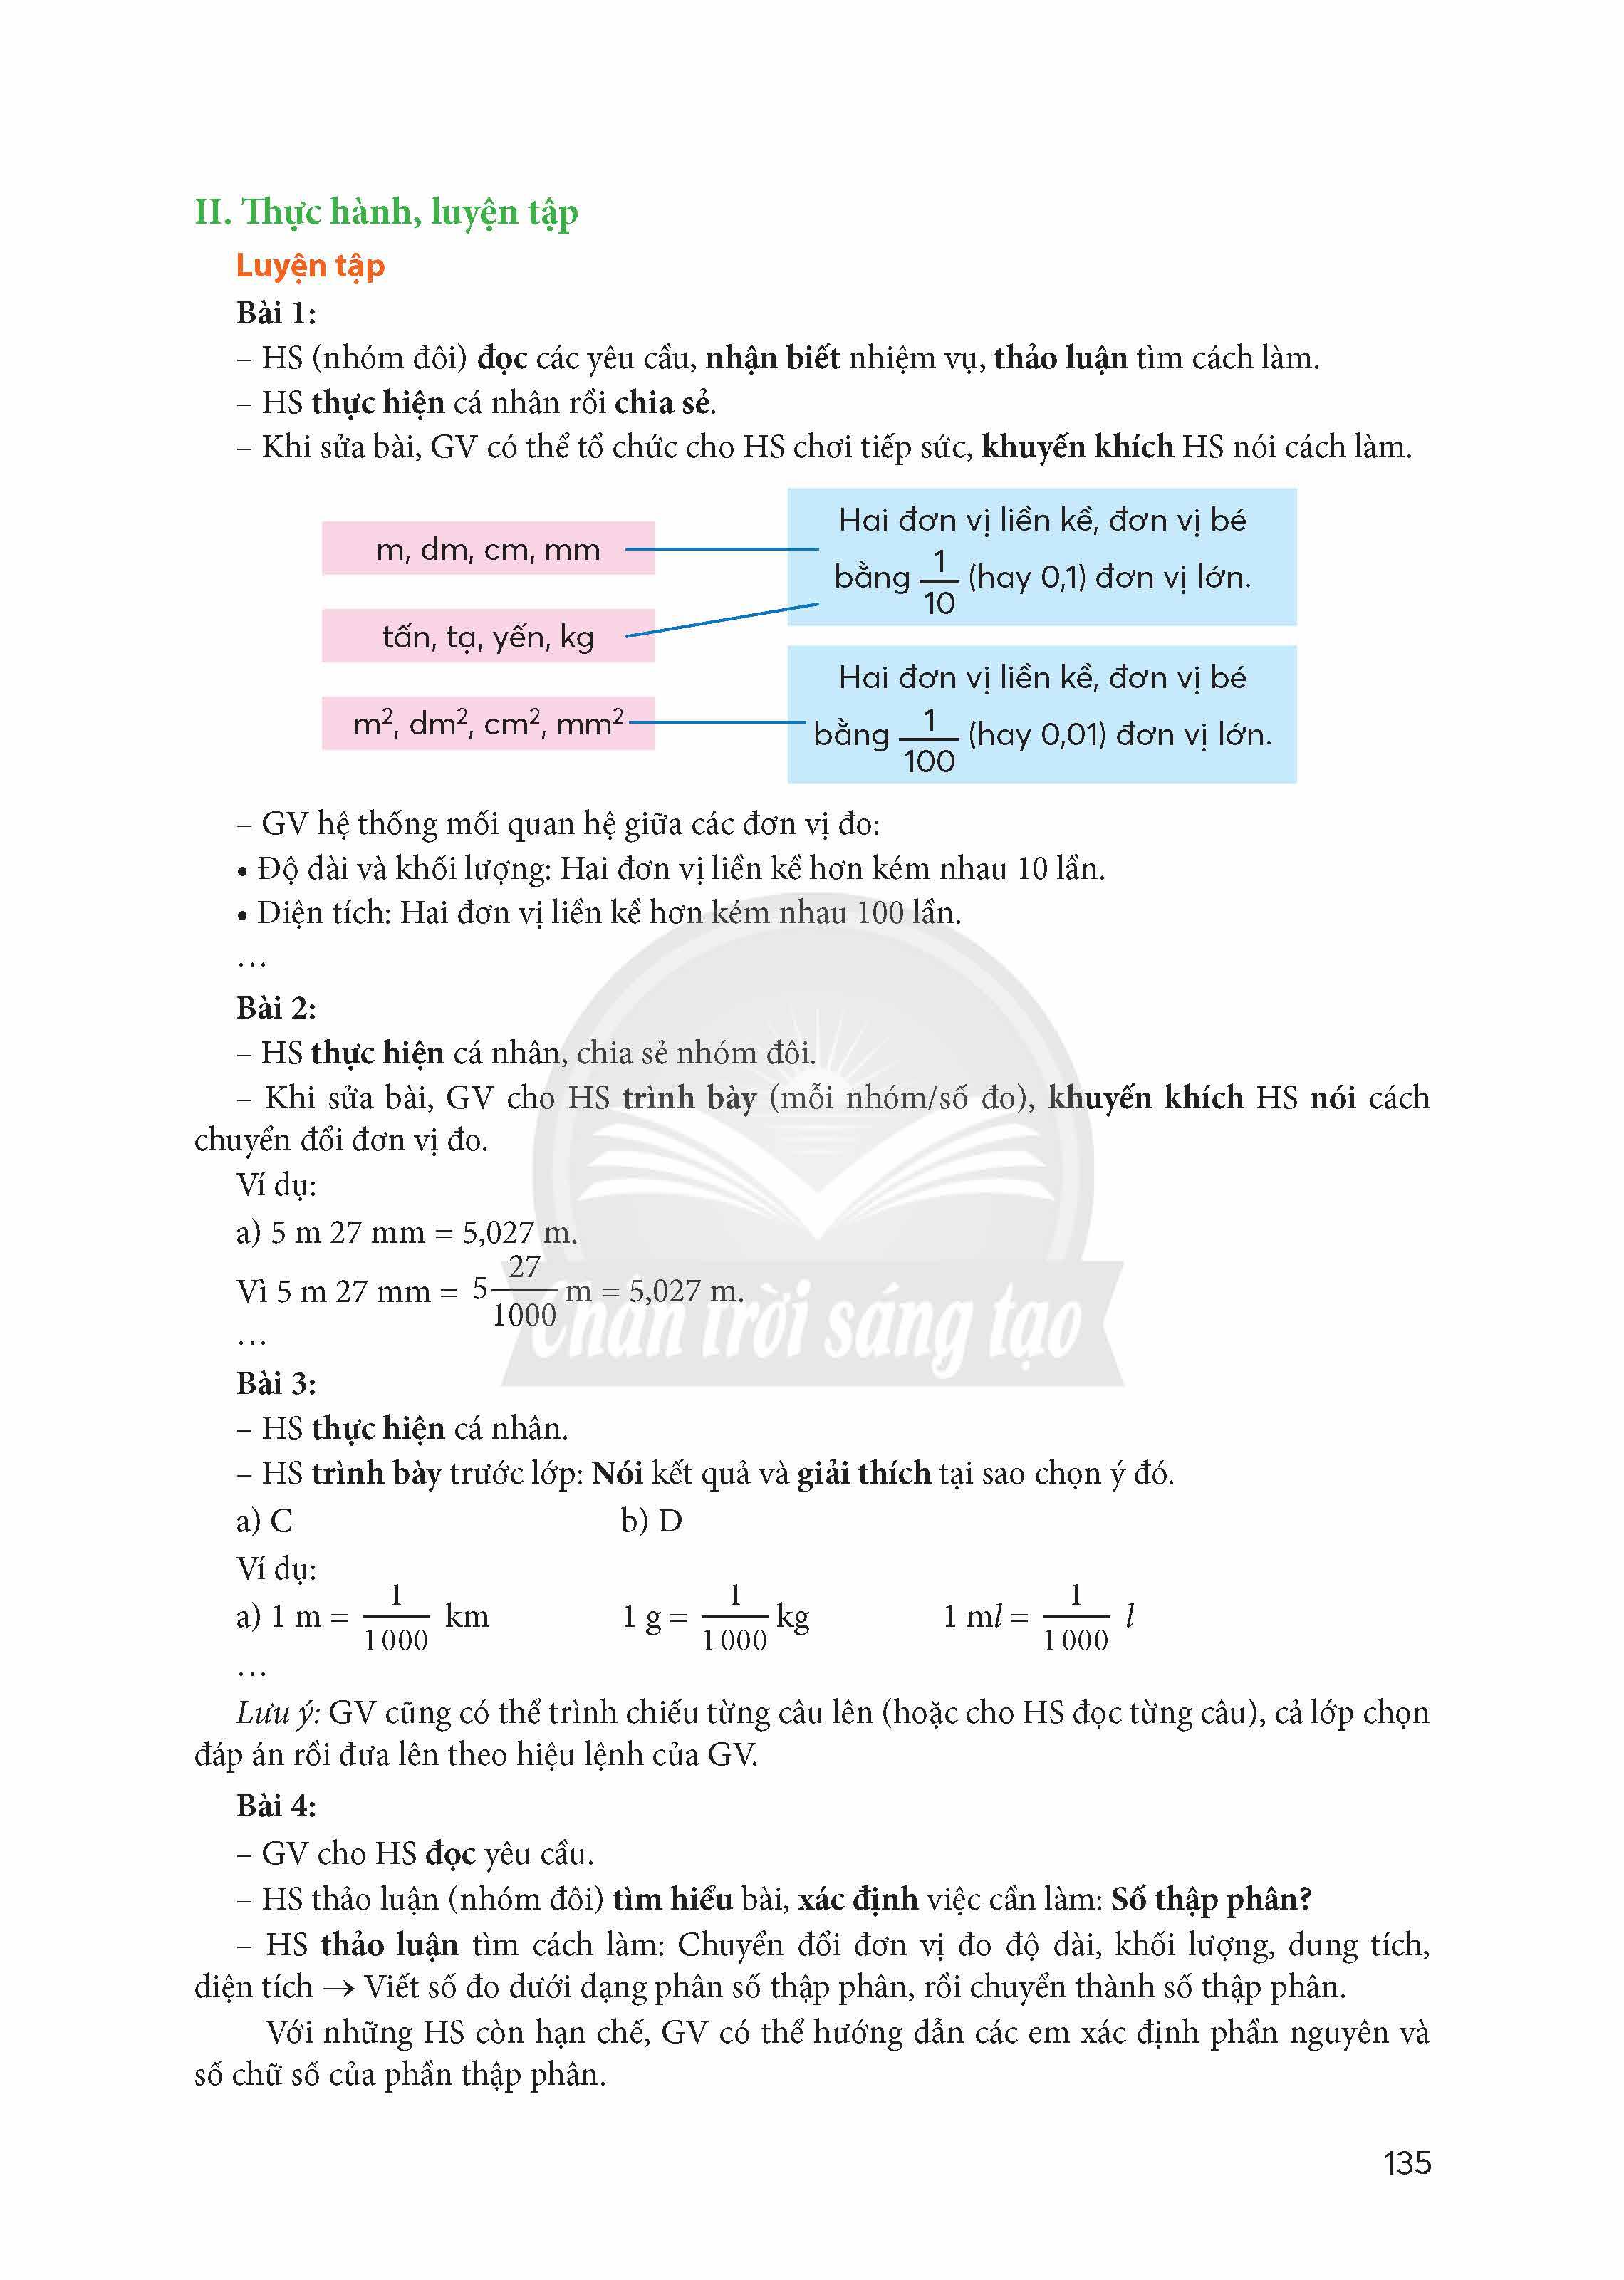 II. Thực hành, luyện tập
Luyện tập
Bài 1:
– HS (nhóm đôi) đọc các yêu cầu, nhận biết nhiệm vụ, thảo luận tìm cách làm.
– HS thực hiện cá nhân rồi chia sẻ.
– Khi sửa bài, GV có thể tổ chức cho HS chơi tiếp sức, khuyến khích HS nói cách làm.
m, dm, cm, mm
tấn, tạ, yến, kg
m², dm², cm², mm²
Hai đơn vị liền kề, đơn vị bé
bằng 1/10 (hay 0,1) đơn vị lớn.
Hai đơn vị liền kề, đơn vị bé
bằng 1/100 (hay 0,01) đơn vị lớn.
– GV hệ thống mối quan hệ giữa các đơn vị đo:
• Độ dài và khối lượng: Hai đơn vị liền kề hơn kém nhau 10 lần.
• Diện tích: Hai đơn vị liền kề hơn kém nhau 100 lần.
…
Bài 2:
– HS thực hiện cá nhân, chia sẻ nhóm đôi.
– Khi sửa bài, GV cho HS trình bày (mỗi nhóm/số đo), khuyến khích HS nói cách
chuyển đổi đơn vị đo.
Ví dụ:
a) 5 m 27 mm = 5,027 m.
Vì 5 m 27 mm = 5 27/1000 m = 5,027 m.
…
Chân trời sáng tạo
Bài 3:
– HS thực hiện cá nhân.
– HS trình bày trước lớp: Nói kết quả và giải thích tại sao chọn ý đó.
a) C b) D
Ví dụ:
a) 1 m = 1/1000 km 1 g = 1/1000 kg 1 ml = 1/1000 l
…
Lưu ý: GV cũng có thể trình chiếu từng câu lên (hoặc cho HS đọc từng câu), cả lớp chọn
đáp án rồi đưa lên theo hiệu lệnh của GV.
Bài 4:
– GV cho HS đọc yêu cầu.
– HS thảo luận (nhóm đôi) tìm hiểu bài, xác định việc cần làm: Số thập phân?
– HS thảo luận tìm cách làm: Chuyển đổi đơn vị đo độ dài, khối lượng, dung tích,
diện tích → Viết số đo dưới dạng phân số thập phân, rồi chuyển thành số thập phân.
Với những HS còn hạn chế, GV có thể hướng dẫn các em xác định phần nguyên và
số chữ số của phần thập phân.
135